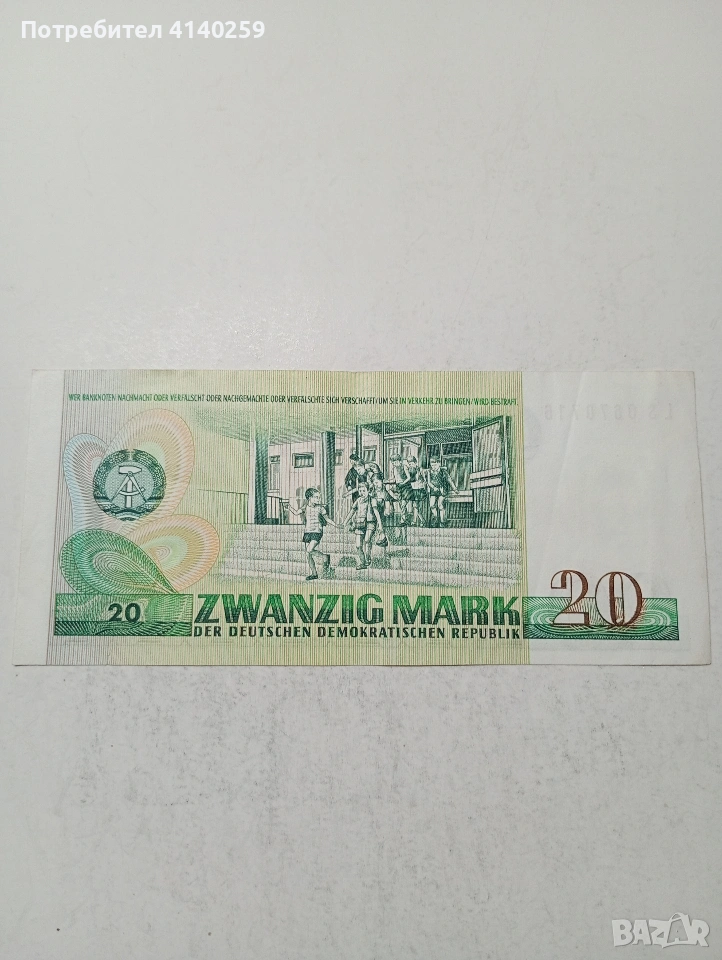 Потребител 4140259
WER BANKNOTEN NACHMACHT ODER VERFÄLSCHT ODER NACHGEMACHTE ODER VERFÄLSCHTE SICH VERSCHAFFT/UM SIE IN VERKEHR ZU BRINGEN/WIRD BESTRAFT.
20
ZWANZIG MARK
20
DER DEUTSCHEN DEMOKRATISCHEN REPUBLIK
BAZAR